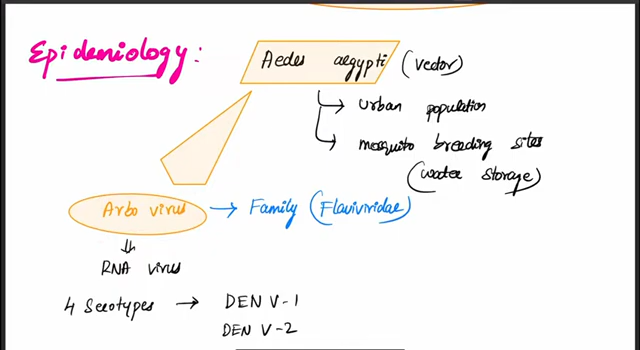 Epidemiology :
Aedes aegypti (vector)
→ Urban population
→ mosquito breeding sites
(water storage)
Arbo virus → Family (Flaviviridae)
⇓
RNA virus
4 Serotypes → DEN V-1
DEN V-2